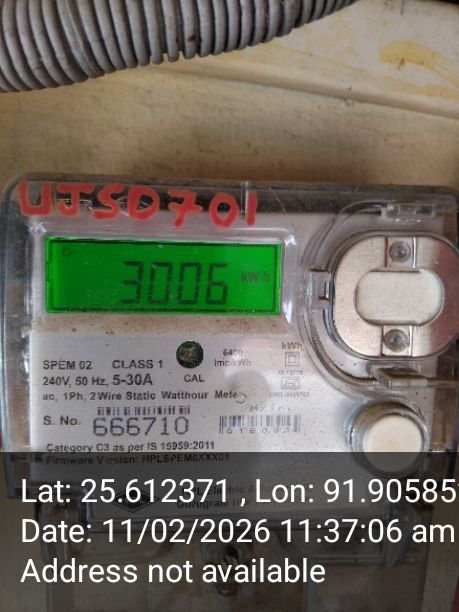 UJSD701
3006 kWh
SPEM 02 CLASS 1
6400
imp/kWh
kWh
240V, 50 Hz, 5-30A
CAL
ac, 1Ph, 2 Wire Static Watthour Meter
S. No. 666710
Category C3 as per IS 15959:2011
Firmware Version: HPLSPEM0XXX01
Lat: 25.612371 , Lon: 91.90585
Date: 11/02/2026 11:37:06 am
Address not available